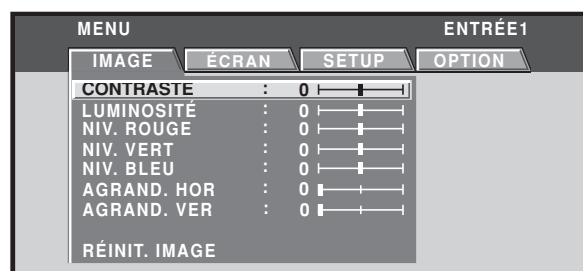 MENU ENTRÉE1
IMAGE ÉCRAN SETUP OPTION
CONTRASTE : 0
LUMINOSITÉ : 0
NIV. ROUGE : 0
NIV. VERT : 0
NIV. BLEU : 0
AGRAND. HOR : 0
AGRAND. VER : 0
RÉINIT. IMAGE